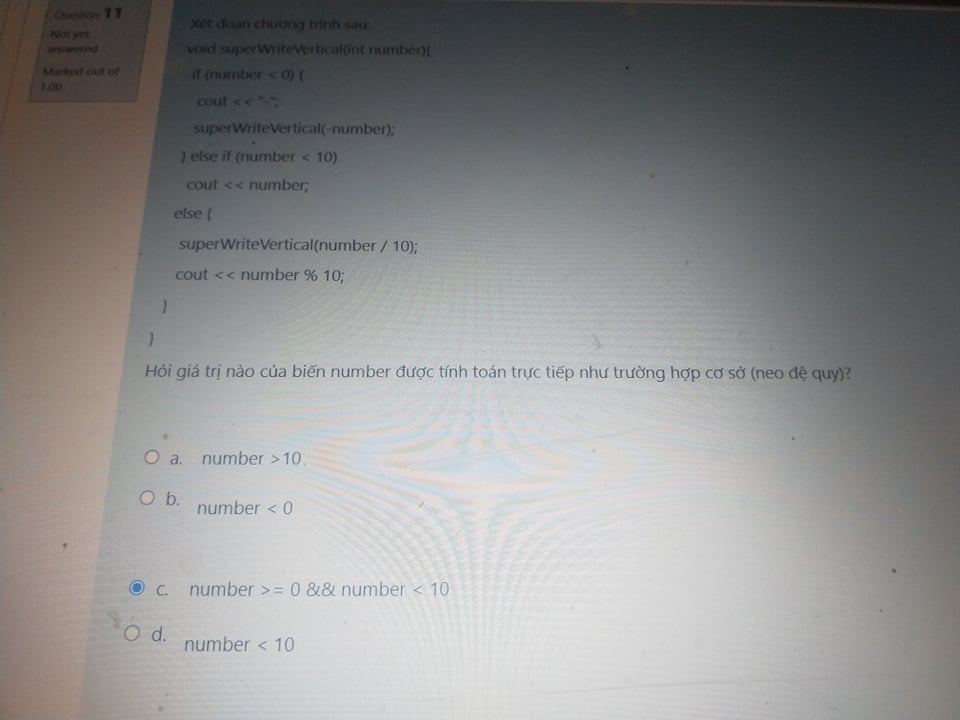 Question 11
Not yet
answered
Marked out of
1.00
Xét đoạn chương trình sau:
void superWriteVertical(int number){
if (number < 0) {
cout << "-";
superWriteVertical(-number);
} else if (number < 10)
cout << number;
else {
superWriteVertical(number / 10);
cout << number % 10;
}
}
Hỏi giá trị nào của biến number được tính toán trực tiếp như trường hợp cơ sở (neo đệ quy)?
a. number >10
b. number < 0
c. number >= 0 && number < 10
d. number < 10